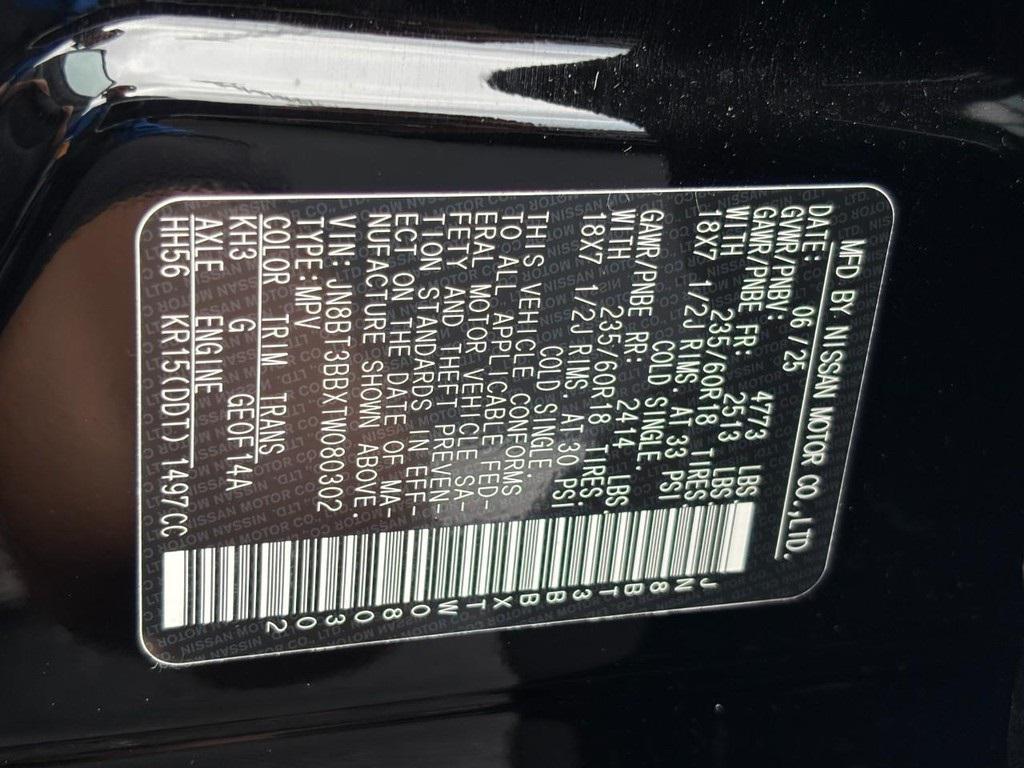 MFD BY NISSAN MOTOR CO.,LTD.
DATE: 06/25
GVWR/PNBV: 4773 LBS
GAWR/PNBE FR: 2513 LBS
WITH 235/60R18 TIRES,
18X7 1/2J RIMS, AT 33 PSI
COLD SINGLE.
GAWR/PNBE RR: 2414 LBS
WITH 235/60R18 TIRES,
18X7 1/2J RIMS, AT 30 PSI
COLD SINGLE
THIS VEHICLE CONFORMS
TO ALL APPLICABLE FED-
ERAL MOTOR VEHICLE SA-
FETY AND THEFT PREVEN-
TION STANDARDS IN EFF-
ECT ON THE DATE OF MA-
NUFACTURE SHOWN ABOVE.
VIN: JN8BT3BBXTW080302
TYPE:MPV
COLOR TRIM TRANS
KH3 G GE0F14A
AXLE ENGINE
HH56 KR15(DDT) 1497CC
JN8BT3BBXTW080302